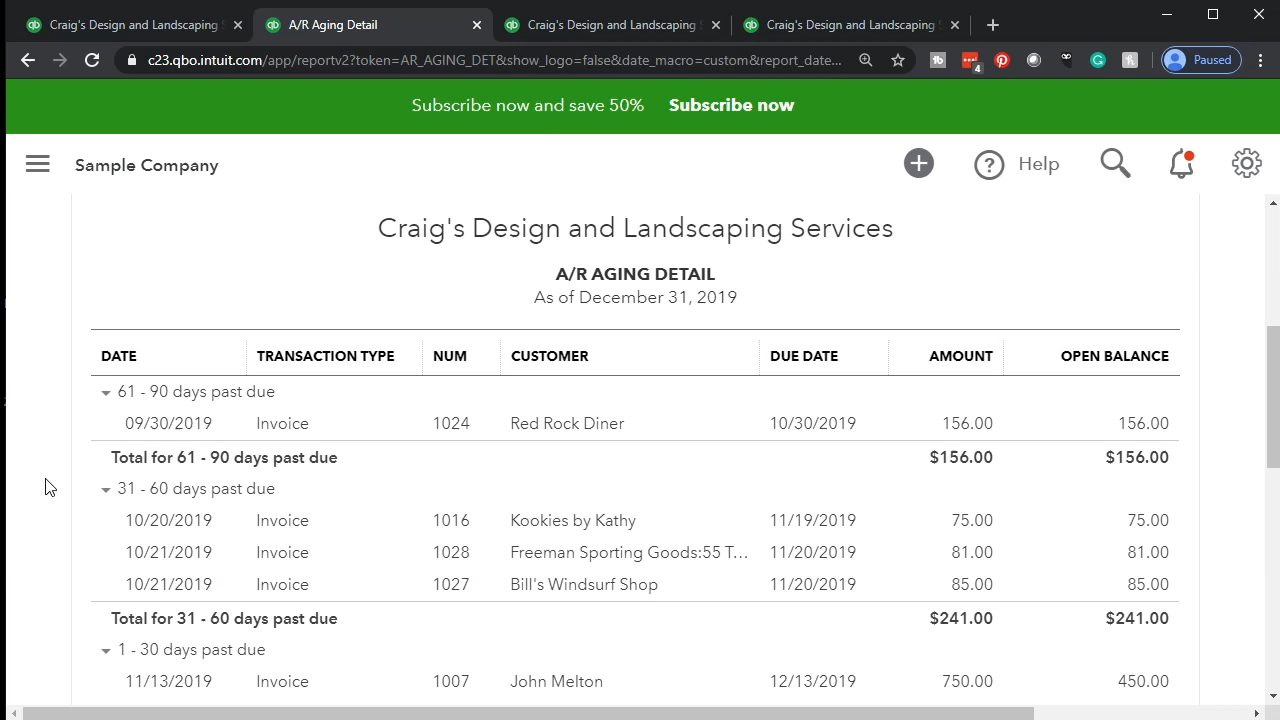 Craig's Design and Landscaping A/R Aging Detail Craig's Design and Landscaping Craig's Design and Landscaping
c23.qbo.intuit.com/app/reportv2?token=AR_AGING_DET&show_logo=false&date_macro=custom&report_date... 4 Paused
Subscribe now and save 50% Subscribe now
Sample Company Help
Craig's Design and Landscaping Services
A/R AGING DETAIL
As of December 31, 2019
DATE TRANSACTION TYPE NUM CUSTOMER DUE DATE AMOUNT OPEN BALANCE
61 - 90 days past due
09/30/2019 Invoice 1024 Red Rock Diner 10/30/2019 156.00 156.00
Total for 61 - 90 days past due $156.00 $156.00
31 - 60 days past due
10/20/2019 Invoice 1016 Kookies by Kathy 11/19/2019 75.00 75.00
10/21/2019 Invoice 1028 Freeman Sporting Goods:55 T... 11/20/2019 81.00 81.00
10/21/2019 Invoice 1027 Bill's Windsurf Shop 11/20/2019 85.00 85.00
Total for 31 - 60 days past due $241.00 $241.00
1 - 30 days past due
11/13/2019 Invoice 1007 John Melton 12/13/2019 750.00 450.00